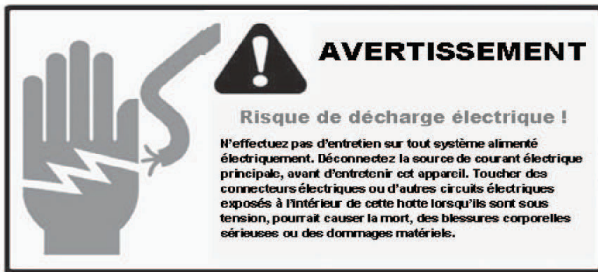 AVERTISSEMENT
Risque de décharge électrique !
N'effectuez pas d'entretien sur tout système alimenté
électriquement. Déconnectez la source de courant électrique
principale, avant d'entretenir cet appareil. Toucher des
connecteurs électriques ou d'autres circuits électriques
exposés à l'intérieur de cette hotte lorsqu'ils sont sous
tension, pourrait causer la mort, des blessures corporelles
sérieuses ou des dommages matériels.